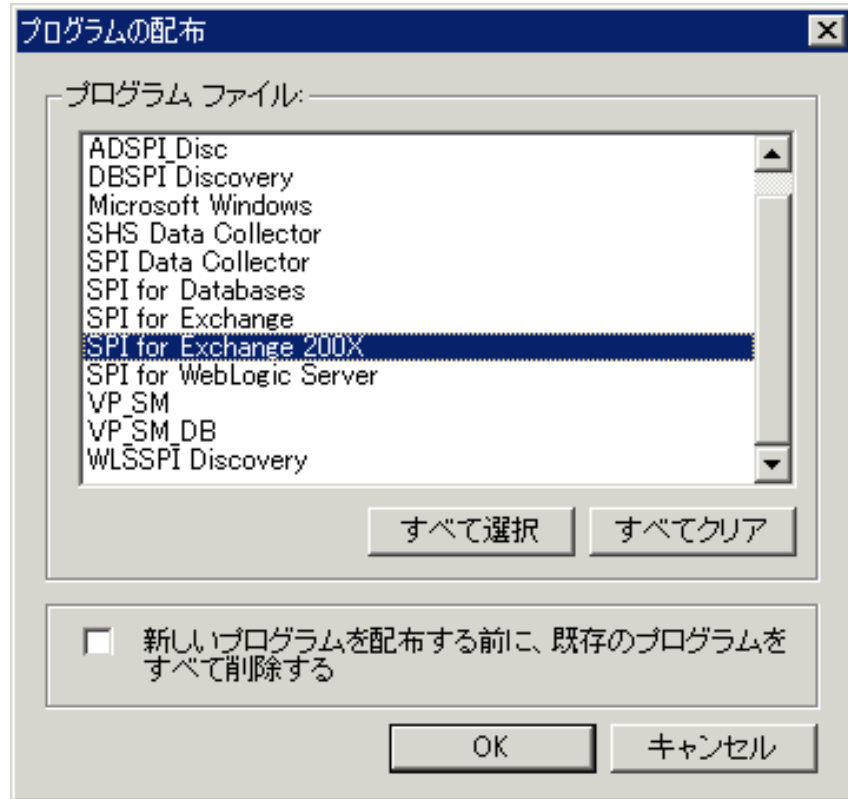 プログラムの配布
プログラム ファイル:
ADSPI_Disc
DBSPI Discovery
Microsoft Windows
SHS Data Collector
SPI Data Collector
SPI for Databases
SPI for Exchange
SPI for Exchange 200X
SPI for WebLogic Server
VP_SM
VP_SM_DB
WLSSPI Discovery
すべて選択
すべてクリア
新しいプログラムを配布する前に、既存のプログラムを
すべて削除する
OK
キャンセル